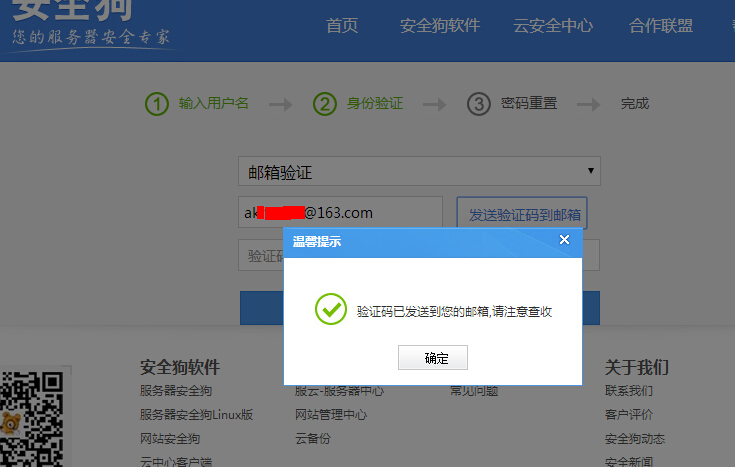 安全狗
您的服务器安全专家
首页 安全狗软件 云安全中心 合作联盟
1 输入用户名 2 身份验证 3 密码重置 完成
邮箱验证
ak @163.com 发送验证码到邮箱
验证码
温馨提示
验证码已发送到您的邮箱,请注意查收
确定
安全狗软件 关于我们
服务器安全狗 服云-服务器中心 常见问题 联系我们
服务器安全狗Linux版 网站管理中心 客户评价
网站安全狗 云备份 安全狗动态
云中心客户端 安全新闻